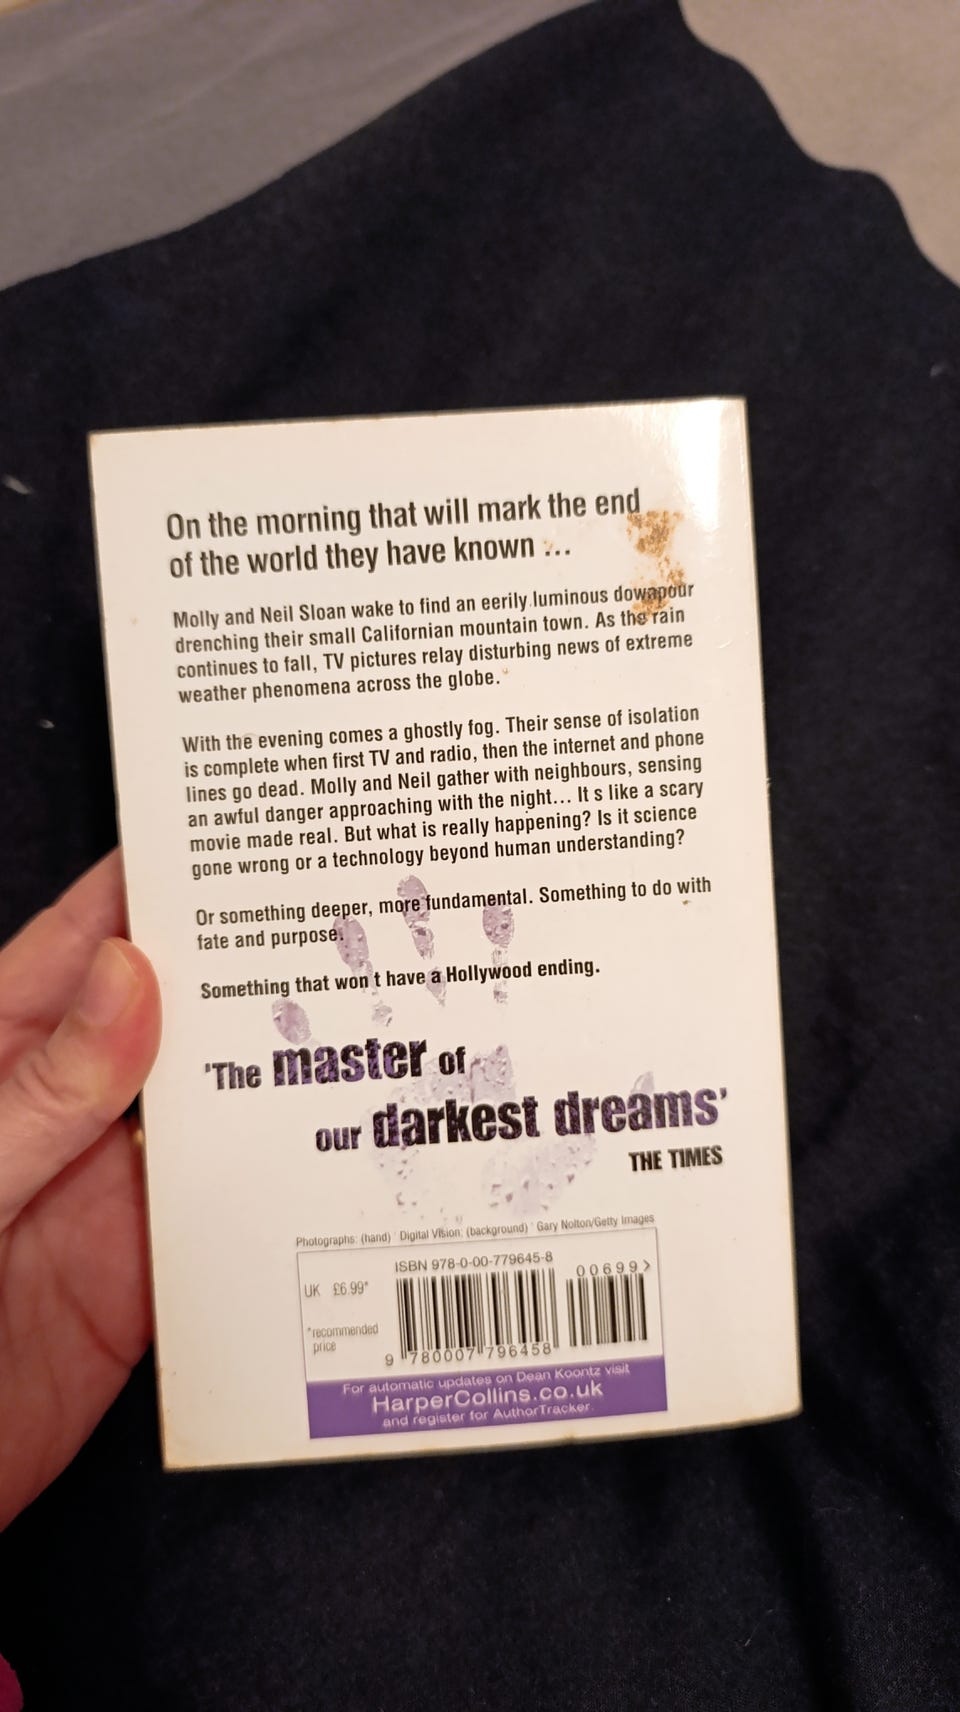 On the morning that will mark the end
of the world they have known ...
Molly and Neil Sloan wake to find an eerily luminous downpour
drenching their small Californian mountain town. As the rain
continues to fall, TV pictures relay disturbing news of extreme
weather phenomena across the globe.
With the evening comes a ghostly fog. Their sense of isolation
is complete when first TV and radio, then the internet and phone
lines go dead. Molly and Neil gather with neighbours, sensing
an awful danger approaching with the night... It s like a scary
movie made real. But what is really happening? Is it science
gone wrong or a technology beyond human understanding?
Or something deeper, more fundamental. Something to do with
fate and purpose.
Something that won t have a Hollywood ending.
'The master of
our darkest dreams'
THE TIMES
Photographs: (hand) ' Digital Vision: (background) ' Gary Nolton/Getty Images
ISBN 978-0-00-779645-8
00699>
UK £6.99*
*recommended
price
9 780007 796458
For automatic updates on Dean Koontz visit
HarperCollins.co.uk
and register for AuthorTracker.